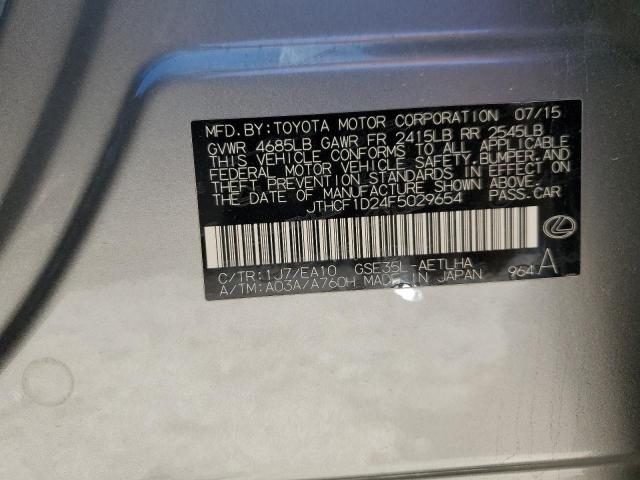 MFD.BY:TOYOTA MOTOR CORPORATION 07/15
GVWR 4685LB GAWR FR 2415LB RR 2545LB
THIS VEHICLE CONFORMS TO ALL APPLICABLE
FEDERAL MOTOR VEHICLE SAFETY,BUMPER,AND
THEFT PREVENTION STANDARDS IN EFFECT ON
THE DATE OF MANUFACTURE SHOWN ABOVE.
JTHCF1D24F5029654 PASS.CAR
C/TR:1J7/EA10 GSE35L-AETLHA
A/TM:A03A/A760H MADE IN JAPAN 964A